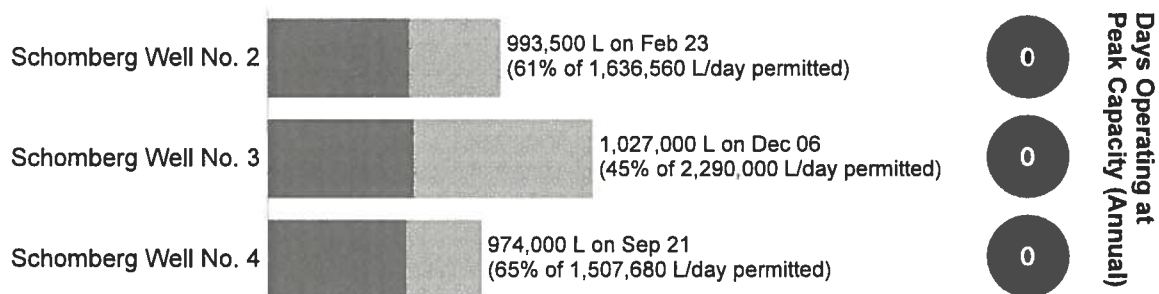 Schomberg Well No. 2
993,500 L on Feb 23
(61% of 1,636,560 L/day permitted)
0
Schomberg Well No. 3
1,027,000 L on Dec 06
(45% of 2,290,000 L/day permitted)
0
Schomberg Well No. 4
974,000 L on Sep 21
(65% of 1,507,680 L/day permitted)
0
Days Operating at
Peak Capacity (Annual)